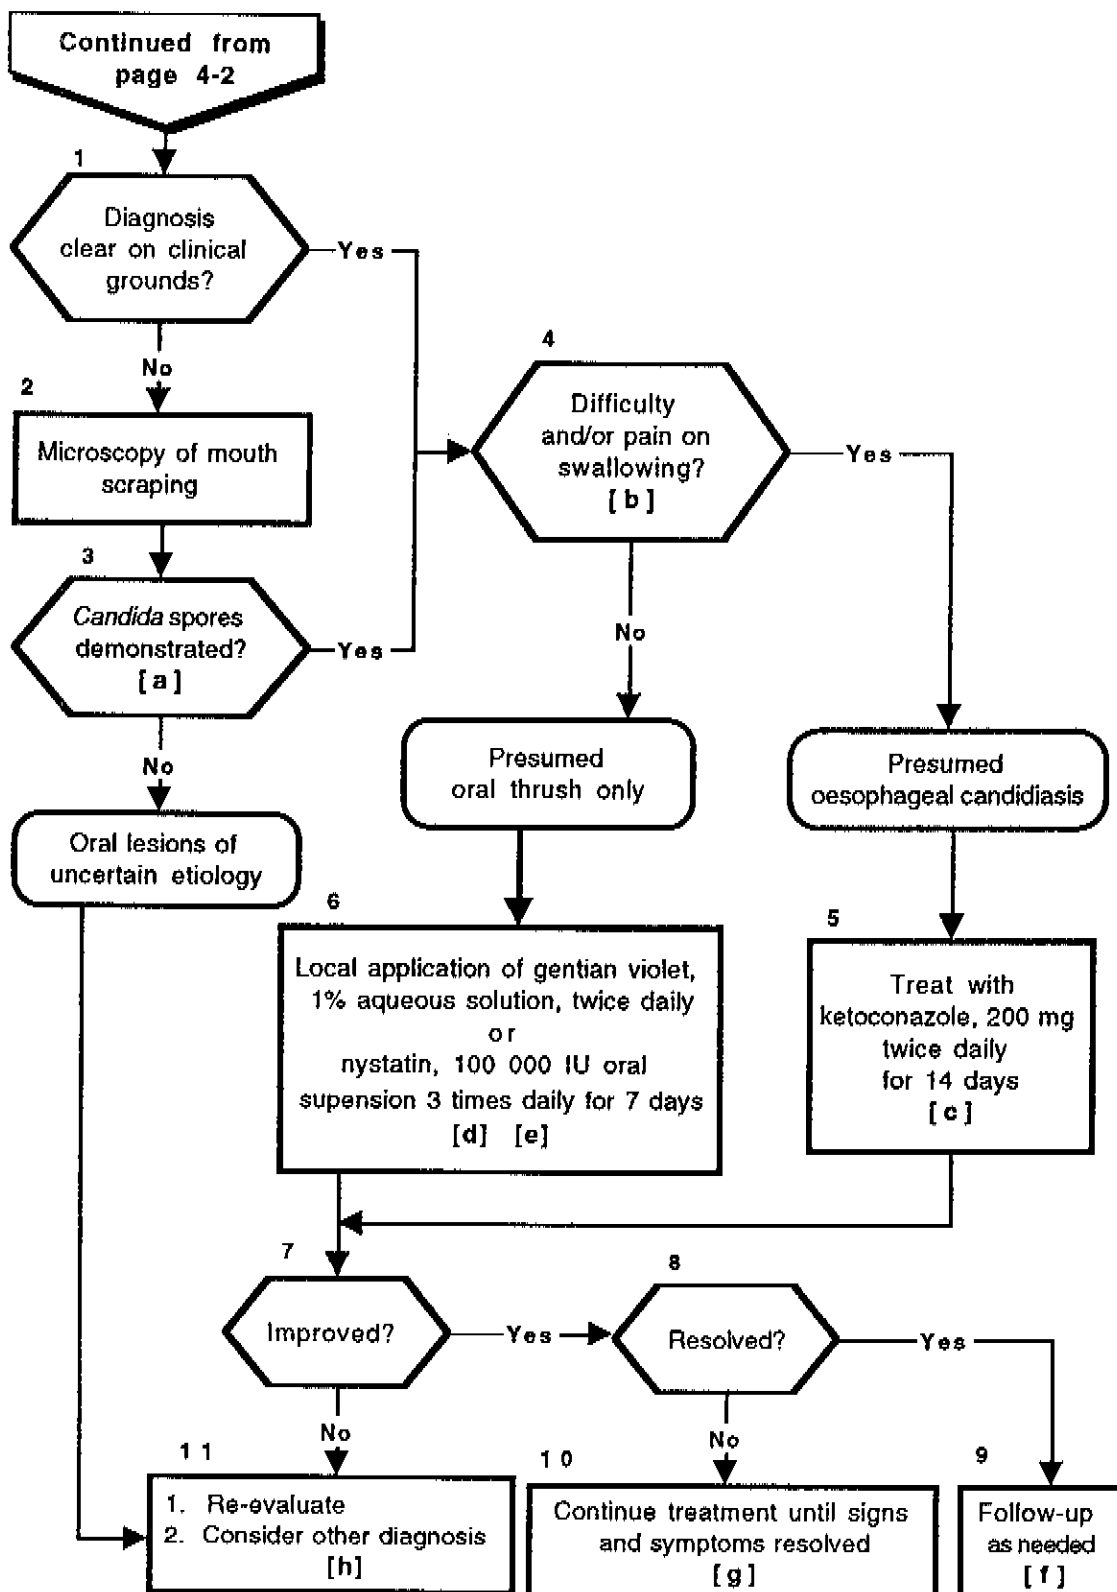 Continued from
page 4-2
1
Diagnosis
clear on clinical
grounds?
Yes
No
2
Microscopy of mouth
scraping
3
Candida spores
demonstrated?
[a]
Yes
No
Oral lesions of
uncertain etiology
4
Difficulty
and/or pain on
swallowing?
[b]
Yes
No
Presumed
oral thrush only
Presumed
oesophageal candidiasis
6
Local application of gentian violet,
1% aqueous solution, twice daily
or
nystatin, 100 000 IU oral
supension 3 times daily for 7 days
[d] [e]
5
Treat with
ketoconazole, 200 mg
twice daily
for 14 days
[c]
7
Improved?
Yes
No
8
Resolved?
Yes
No
11
1. Re-evaluate
2. Consider other diagnosis
[h]
10
Continue treatment until signs
and symptoms resolved
[g]
9
Follow-up
as needed
[f]